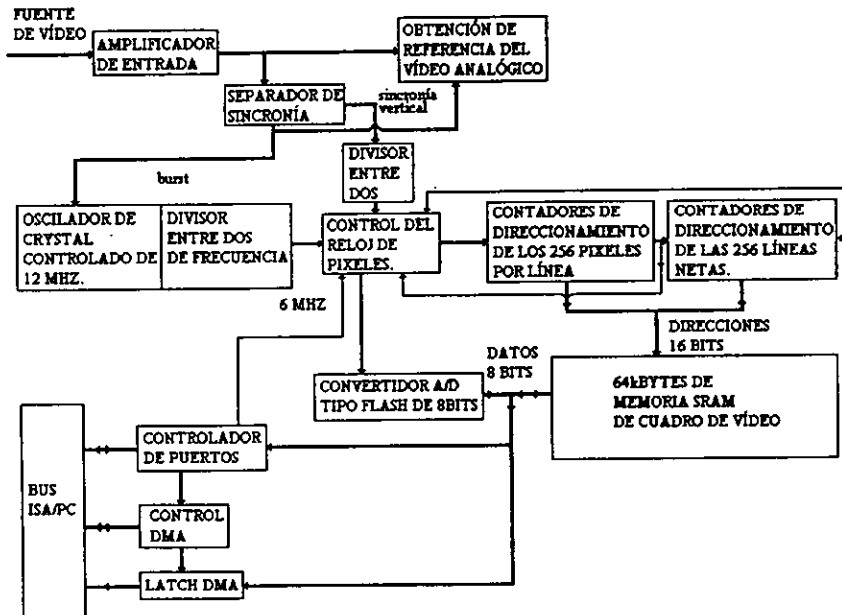 FUENTE
DE VÍDEO
AMPLIFICADOR
DE ENTRADA
OBTENCIÓN DE
REFERENCIA DEL
VÍDEO ANALÓGICO
SEPARADOR DE
SINCRONÍA
sincronía
vertical
burst
DIVISOR
ENTRE
DOS
OSCILADOR DE
CRYSTAL
CONTROLADO DE
12 MHZ.
DIVISOR
ENTRE DOS
DE FRECUENCIA
CONTROL DEL
RELOJ DE
PIXELES.
CONTADORES DE
DIRECCIONAMIENTO
DE LOS 256 PIXELES
POR LÍNEA
CONTADORES DE
DIRECCIONAMIENTO
DE LAS 256 LÍNEAS
NETAS.
6 MHZ
DIRECCIONES
16 BITS
DATOS
8 BITS
CONVERTIDOR A/D
TIPO FLASH DE 8BITS
64kBYTES DE
MEMORIA SRAM
DE CUADRO DE VÍDEO
CONTROLADOR
DE PUERTOS
BUS
ISA/PC
CONTROL
DMA
LATCH DMA